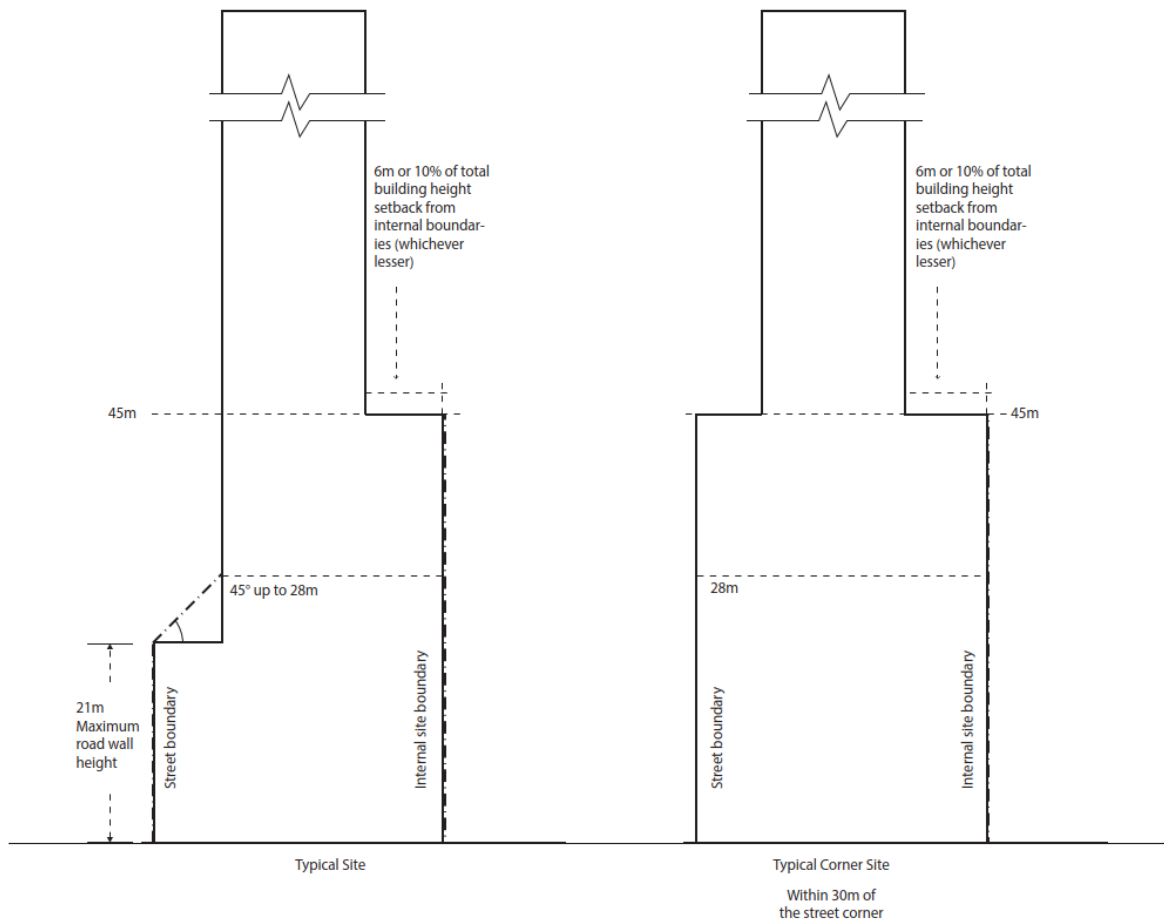 6m or 10% of total
building height
setback from
internal boundar-
ies (whichever
lesser)
45m
45° up to 28m
21m
Maximum
road wall
height
Street boundary
Internal site boundary
Typical Site
6m or 10% of total
building height
setback from
internal boundar-
ies (whichever
lesser)
45m
28m
Street boundary
Internal site boundary
Typical Corner Site
Within 30m of
the street corner